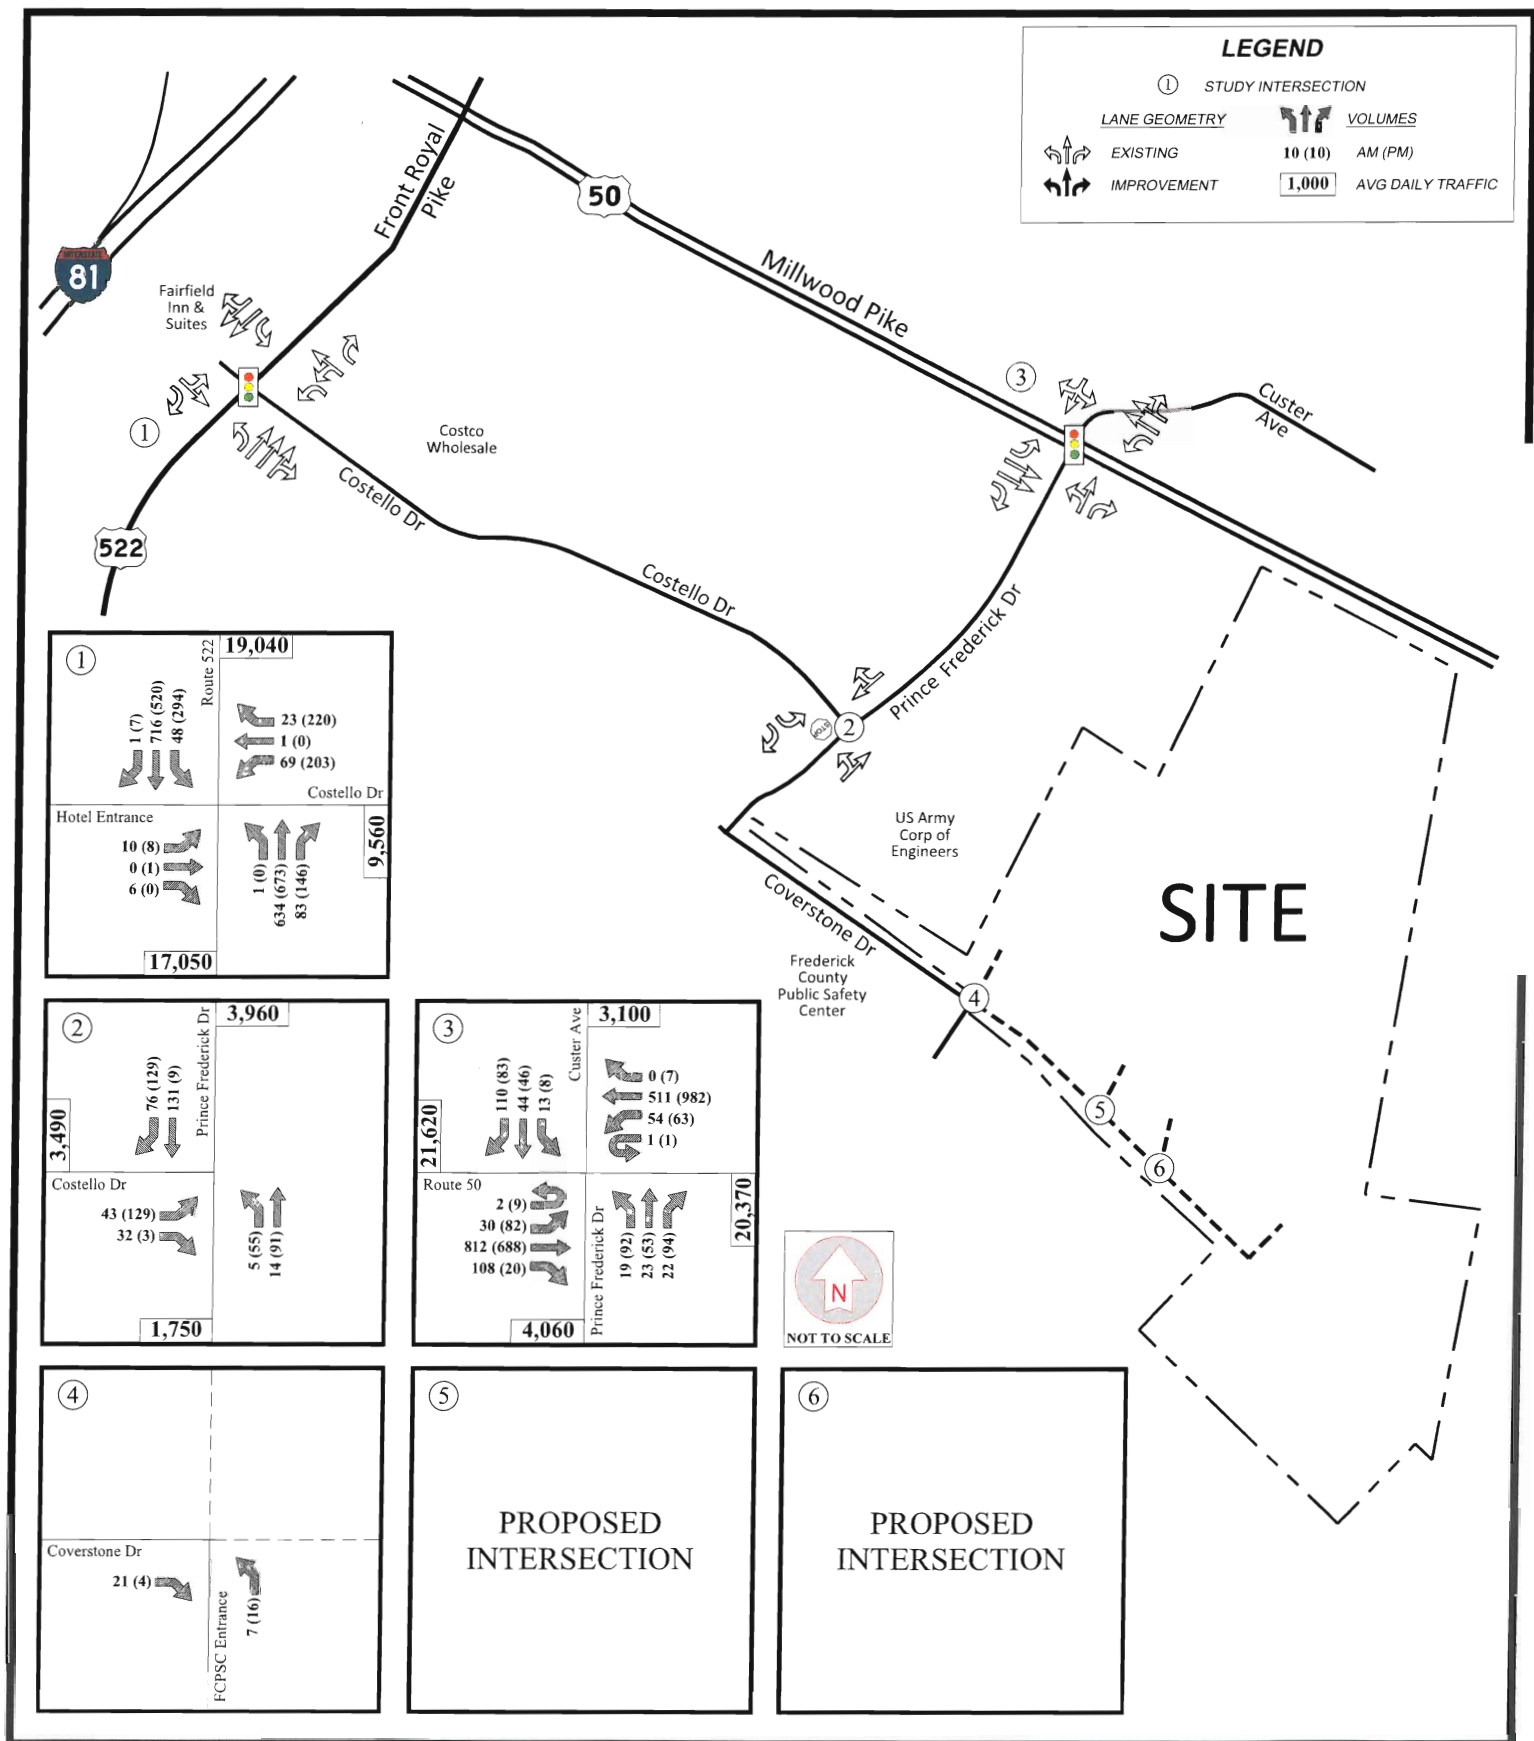 LEGEND
1 STUDY INTERSECTION
LANE GEOMETRY
VOLUMES
EXISTING
10 (10) AM (PM)
IMPROVEMENT
1,000 AVG DAILY TRAFFIC
Front Royal
Pike
50
INTERSTATE
81
Millwood Pike
Fairfield
Inn &
Suites
3
Custer
Ave
1
Costco
Wholesale
Costello Dr
522
Costello Dr
Prince Frederick Dr
STOP
2
US Army
Corp of
Engineers
SITE
Coverstone Dr
Frederick
County
Public Safety
Center
4
5
6
1
Route 522
19,040
1 (7)
716 (520)
48 (294)
23 (220)
1 (0)
69 (203)
Costello Dr
Hotel Entrance
9,560
10 (8)
0 (1)
6 (0)
1 (0)
634 (673)
83 (146)
17,050
2
Prince Frederick Dr
3,960
76 (129)
131 (9)
3,490
Costello Dr
43 (129)
32 (3)
5 (55)
14 (91)
1,750
3
Custer Ave
3,100
110 (83)
44 (46)
13 (8)
0 (7)
511 (982)
54 (63)
1 (1)
21,620
Route 50
2 (9)
30 (82)
812 (688)
108 (20)
Prince Frederick Dr
19 (92)
23 (53)
22 (94)
20,370
4,060
N
NOT TO SCALE
4
Coverstone Dr
21 (4)
FCPSC Entrance
7 (16)
5
PROPOSED
INTERSECTION
6
PROPOSED
INTERSECTION